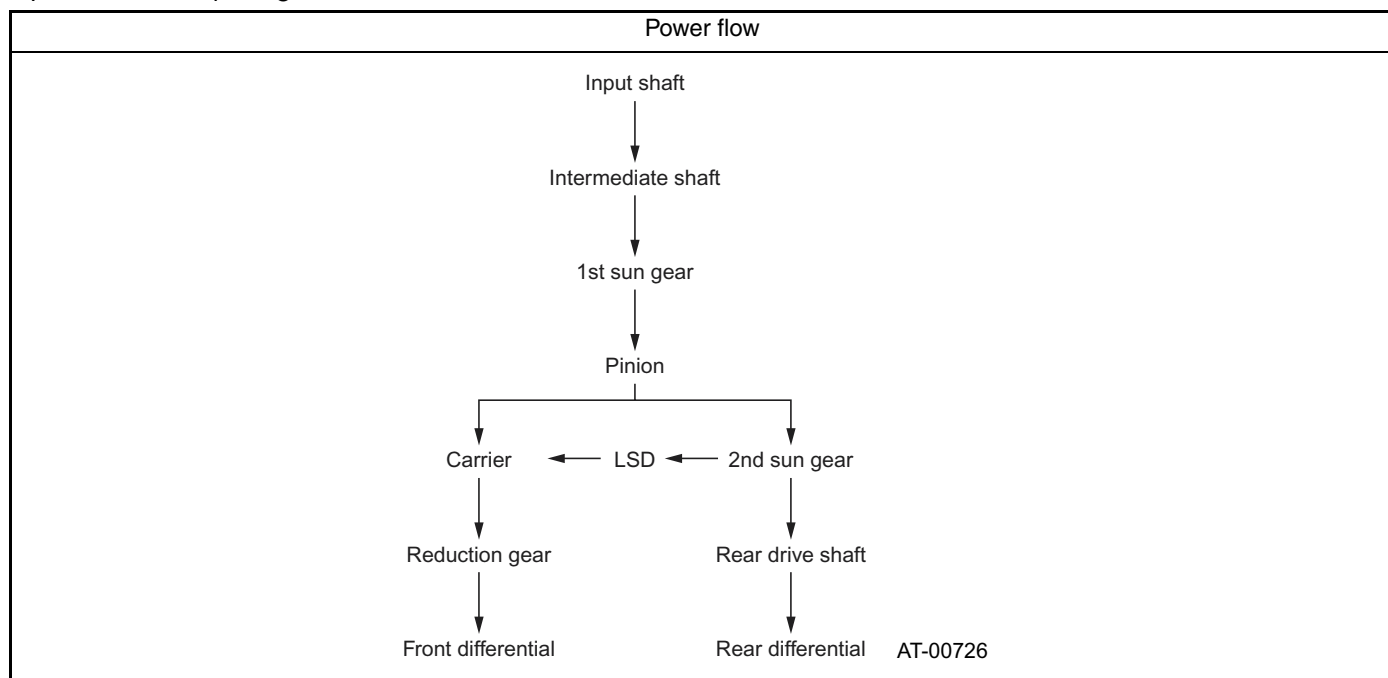 Power flow
Input shaft
Intermediate shaft
1st sun gear
Pinion
Carrier LSD 2nd sun gear
Reduction gear Rear drive shaft
Front differential Rear differential AT-00726